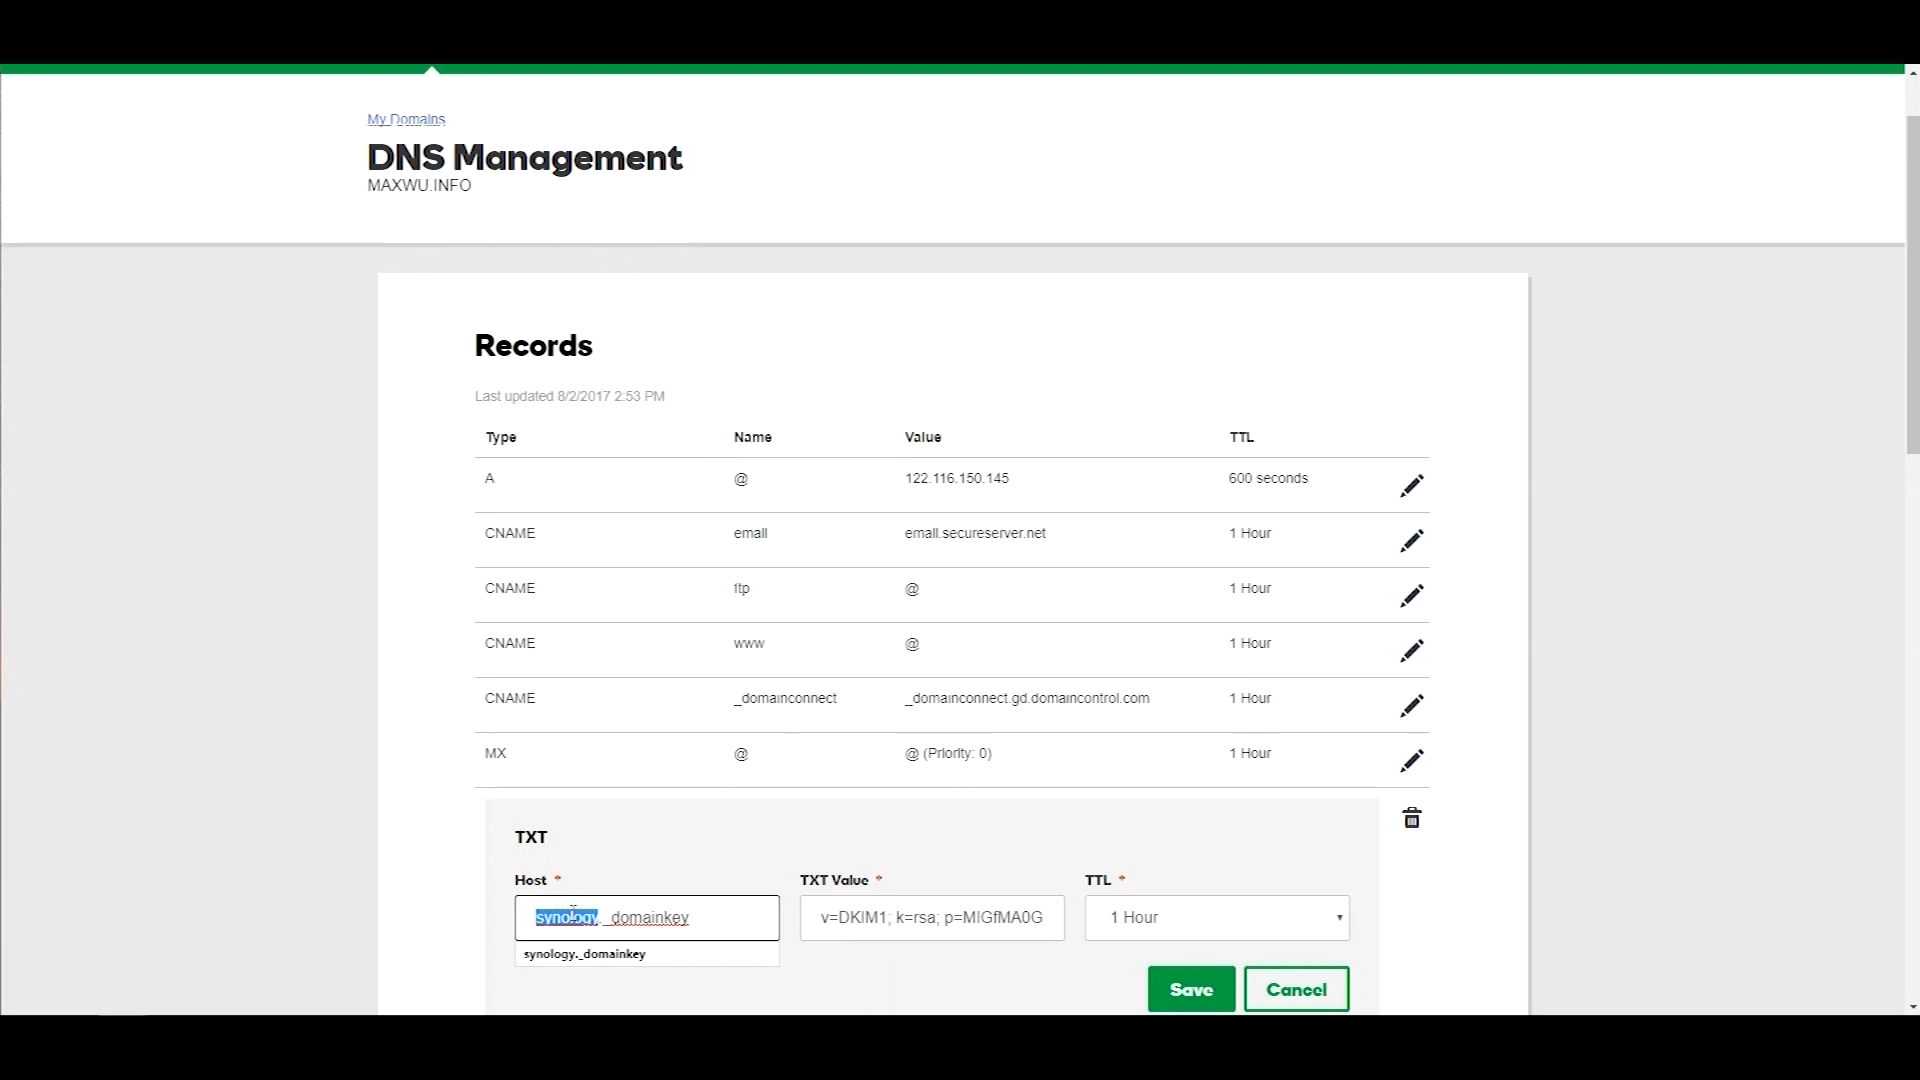 My Domains
DNS Management
MAXWU.INFO
Records
Last updated 8/2/2017 2:53 PM
Type Name Value TTL
A @ 122.116.150.145 600 seconds
CNAME email email.secureserver.net 1 Hour
CNAME ftp @ 1 Hour
CNAME www @ 1 Hour
CNAME _domainconnect _domainconnect.gd.domaincontrol.com 1 Hour
MX @ @ (Priority: 0) 1 Hour
TXT
Host * TXT Value * TTL *
synology._domainkey v=DKIM1; k=rsa; p=MIGfMA0G 1 Hour
synology._domainkey
Save Cancel